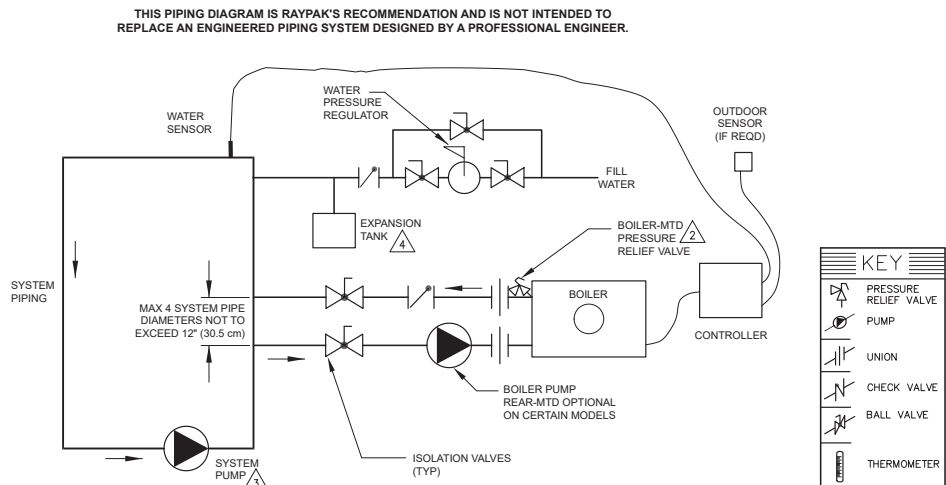 THIS PIPING DIAGRAM IS RAYPAK'S RECOMMENDATION AND IS NOT INTENDED TO
REPLACE AN ENGINEERED PIPING SYSTEM DESIGNED BY A PROFESSIONAL ENGINEER.
WATER
SENSOR
WATER
PRESSURE
REGULATOR
OUTDOOR
SENSOR
(IF REQD)
FILL
WATER
EXPANSION
TANK
4
BOILER-MTD
PRESSURE
RELIEF VALVE
2
SYSTEM
PIPING
MAX 4 SYSTEM PIPE
DIAMETERS NOT TO
EXCEED 12" (30.5 cm)
BOILER
CONTROLLER
BOILER PUMP
REAR-MTD OPTIONAL
ON CERTAIN MODELS
ISOLATION VALVES
(TYP)
SYSTEM
PUMP
3
KEY
PRESSURE
RELIEF VALVE
PUMP
UNION
CHECK VALVE
BALL VALVE
THERMOMETER